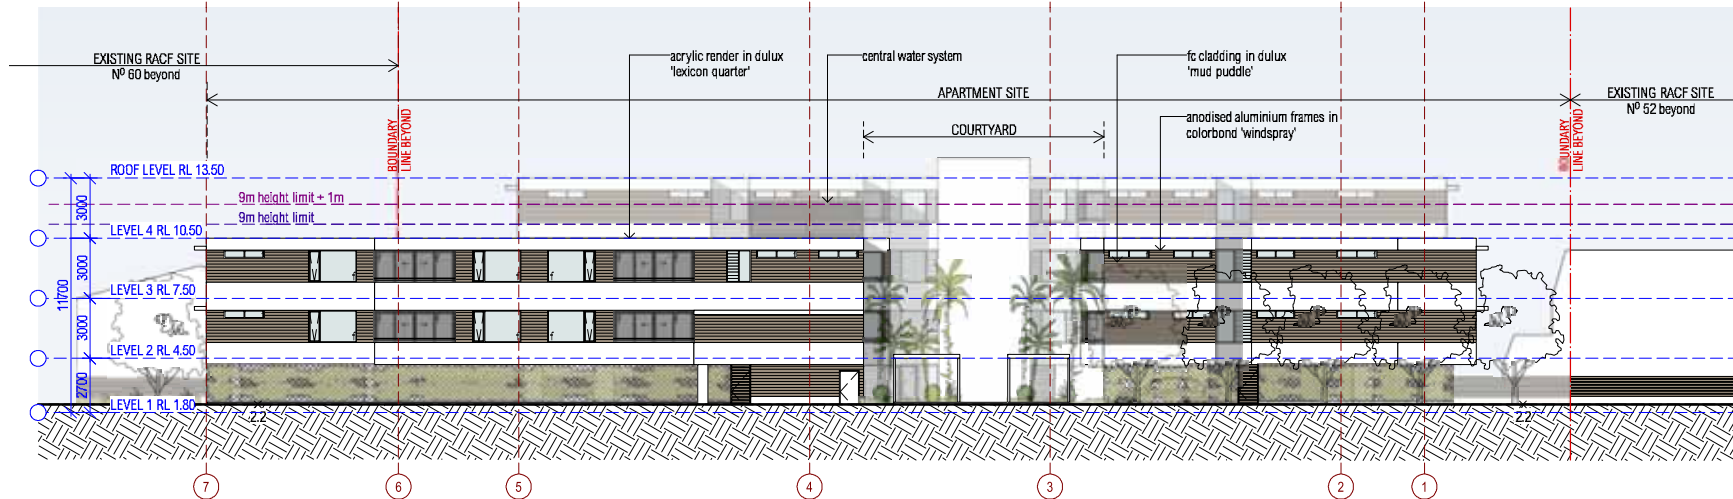 EXISTING RACF SITE
Nº 60 beyond
acrylic render in dulux
'lexicon quarter'
central water system
fc cladding in dulux
'mud puddle'
APARTMENT SITE
EXISTING RACF SITE
Nº 52 beyond
BOUNDARY
LINE BEYOND
COURTYARD
anodised aluminium frames in
colorbond 'windspray'
BOUNDARY
LINE BEYOND
ROOF LEVEL RL 13.50
9m height limit + 1m
9m height limit
3000
LEVEL 4 RL 10.50
3000
11700
LEVEL 3 RL 7.50
3000
LEVEL 2 RL 4.50
2700
LEVEL 1 RL 1.80
2.2
2.2
7
6
5
4
3
2
1